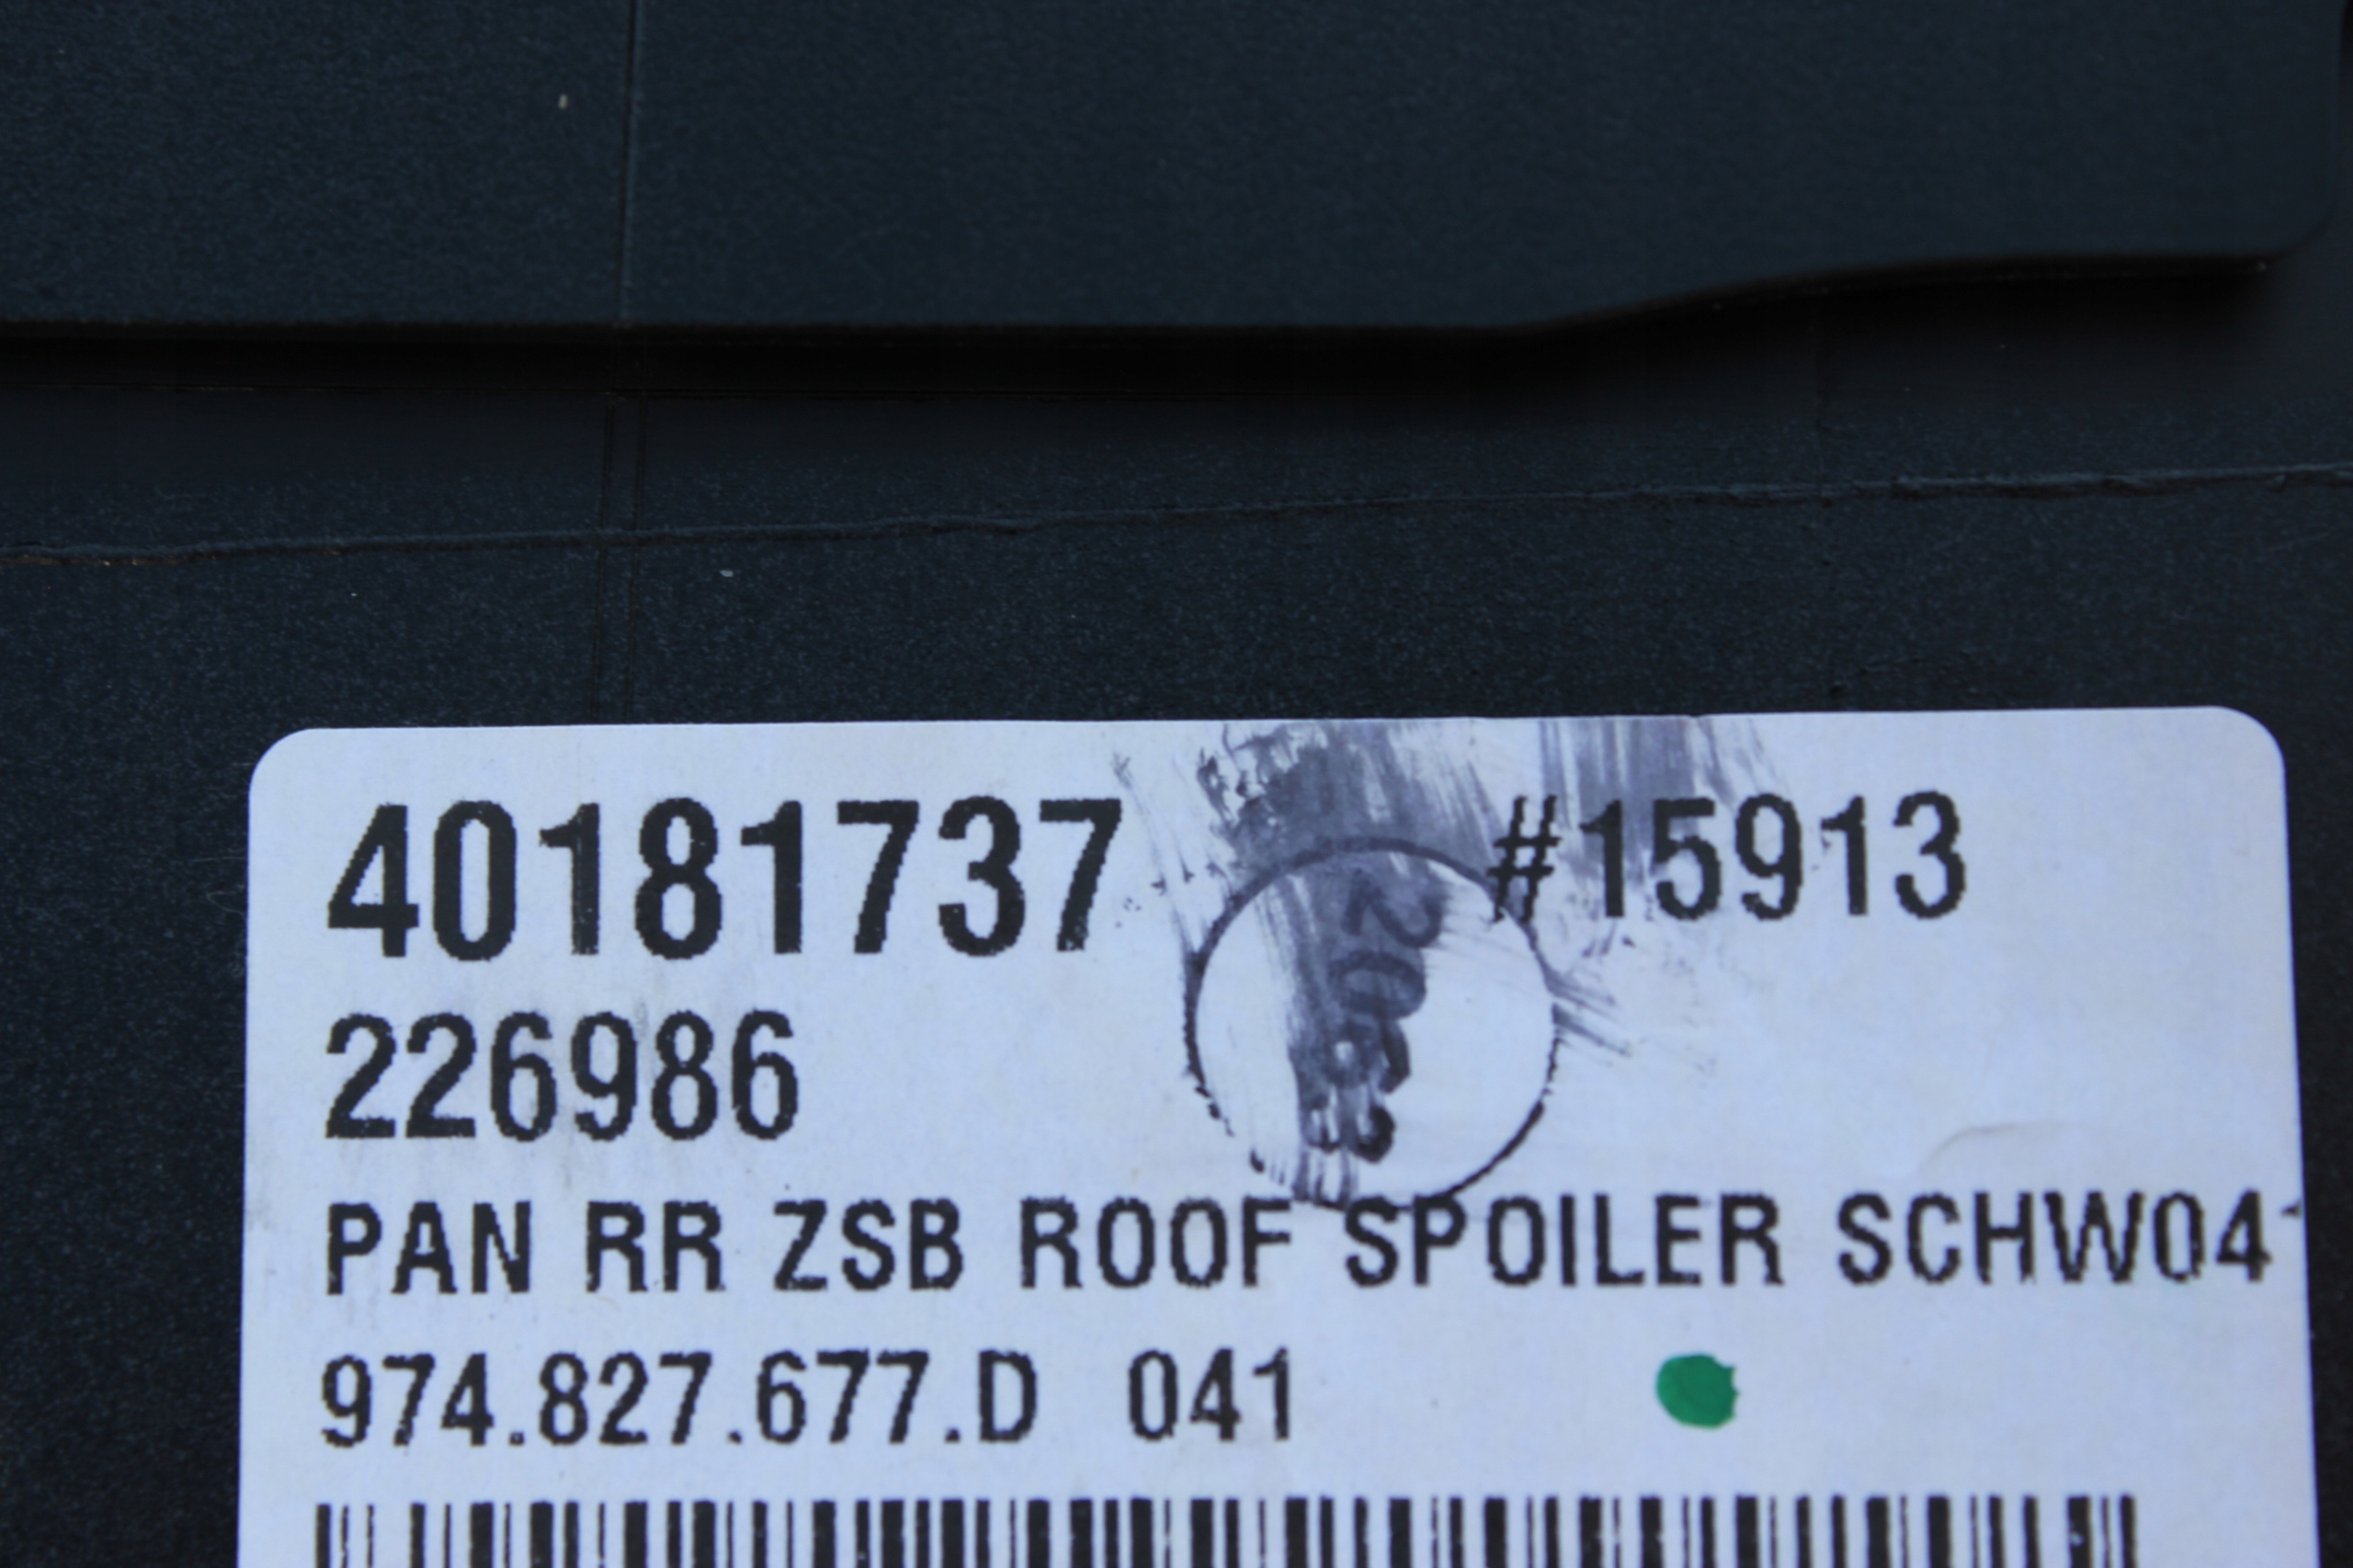 40181737 #15913
226986
PAN RR ZSB ROOF SPOILER SCHW04
974.827.677.D 041